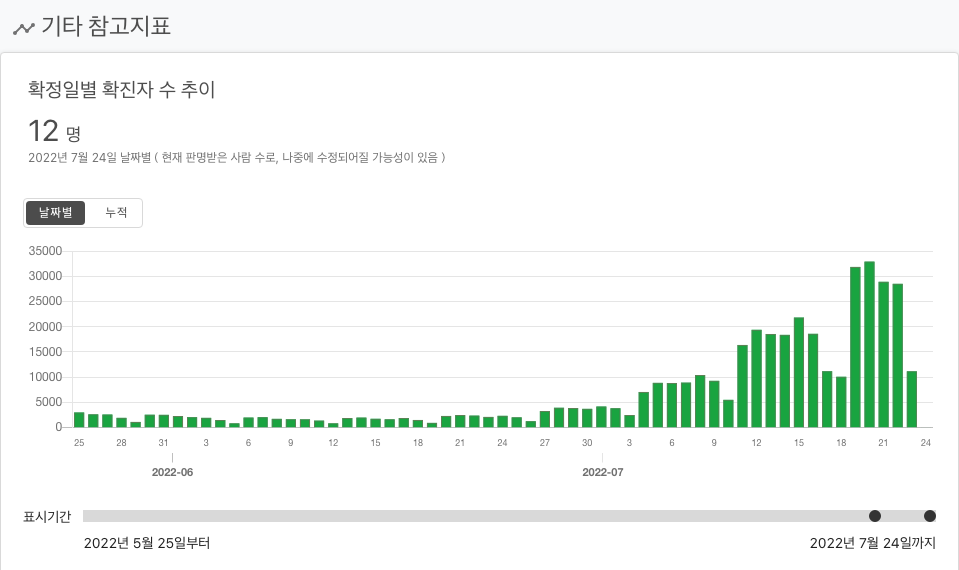 기타 참고지표
확정일별 확진자 수 추이
12 명
2022년 7월 24일 날짜별 ( 현재 판명받은 사람 수로, 나중에 수정되어질 가능성이 있음 )
날짜별 누적
35000
30000
25000
20000
15000
10000
5000
0
25 28 31 3 6 9 12 15 18 21 24 27 30 3 6 9 12 15 18 21 24
2022-06 2022-07
표시기간
2022년 5월 25일부터 2022년 7월 24일까지